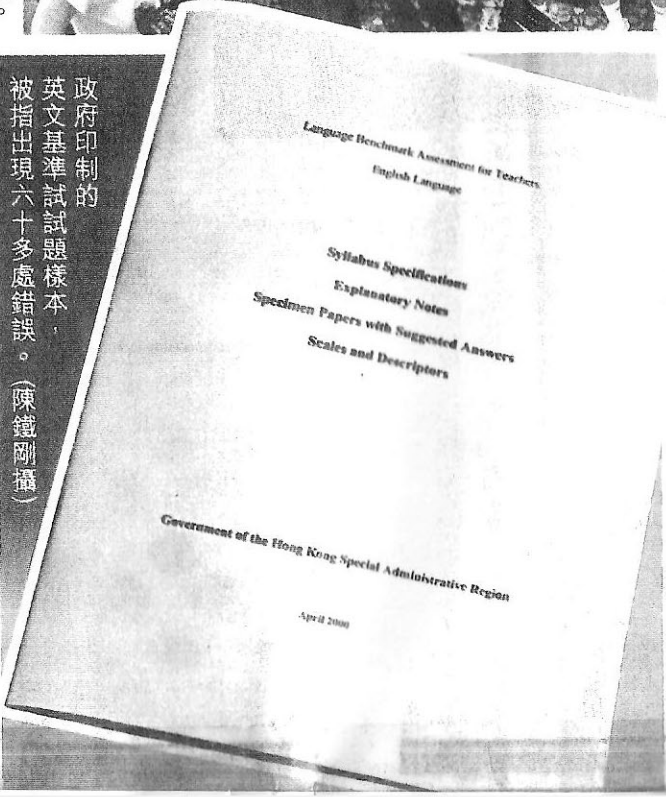 政府印制的
英文基準試試題樣本，
被指出現六十多處錯誤。（陳鐵剛攝）
Language Benchmark Assessment for Teachers
English Language
Syllabus Specifications
Explanatory Notes
Specimen Papers with Suggested Answers
Scales and Descriptors
Government of the Hong Kong Special Administrative Region
April 2000